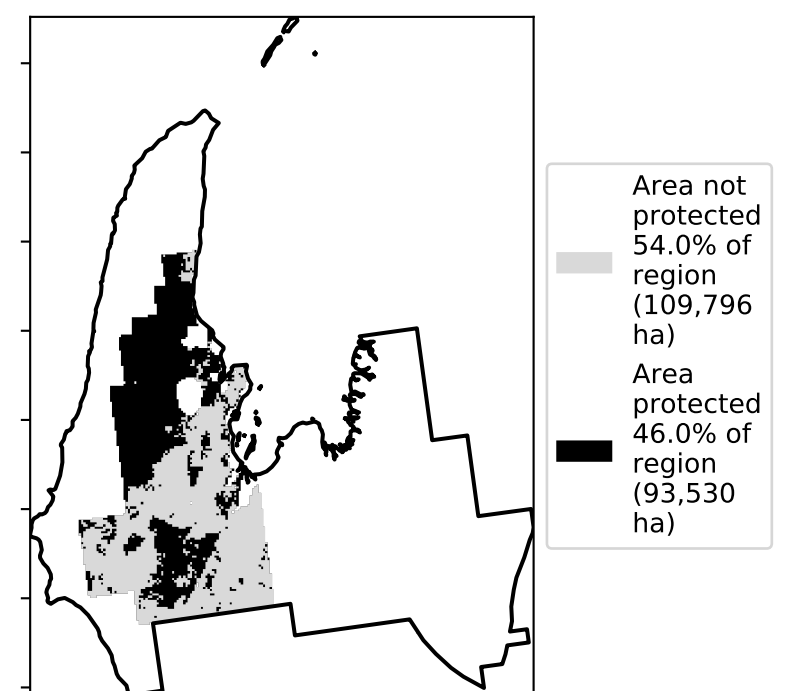 Area not
protected
54.0% of
region
(109,796
ha)
Area
protected
46.0% of
region
(93,530
ha)